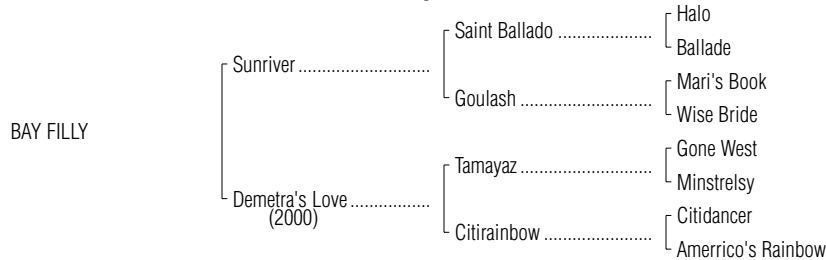 Halo
Saint Ballado .....................
Ballade
Sunriver ............................
Mari's Book
Goulash .............................
Wise Bride
BAY FILLY
Gone West
Tamayaz .............................
Minstrelsy
Demetra's Love .................
(2000)
Citidancer
Citirainbow ........................
Amerrico's Rainbow